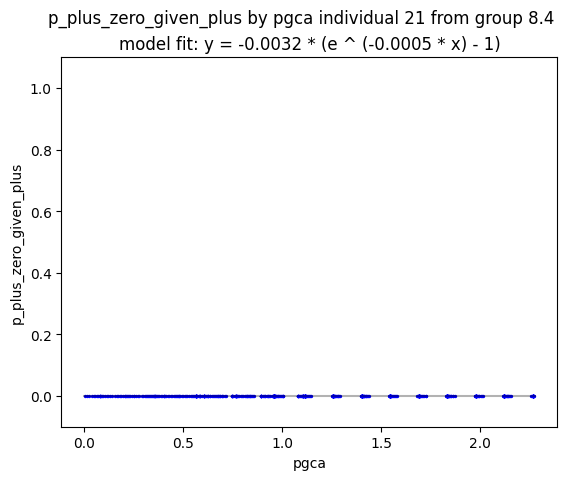 p_plus_zero_given_plus by pgca individual 21 from group 8.4
model fit: y = -0.0032 * (e ^ (-0.0005 * x) - 1)
1.0
0.8
0.6
0.4
0.2
0.0
p_plus_zero_given_plus
0.0 0.5 1.0 1.5 2.0
pgca